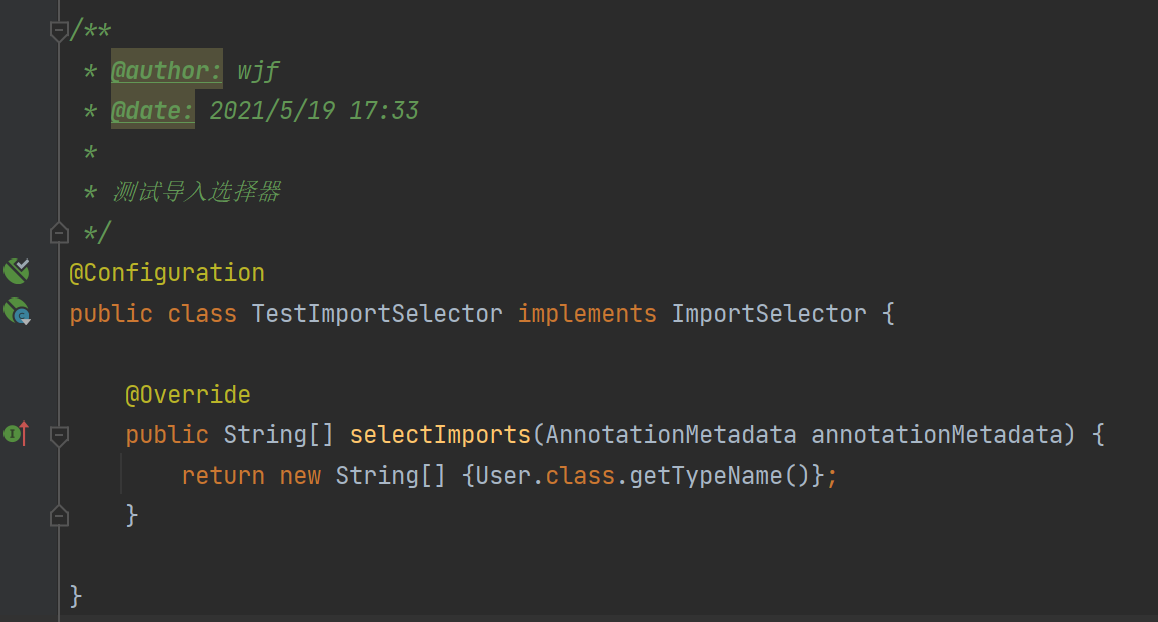 /**
* @author: wjf
* @date: 2021/5/19 17:33
*
* 测试导入选择器
*/
@Configuration
public class TestImportSelector implements ImportSelector {
@Override
public String[] selectImports(AnnotationMetadata annotationMetadata) {
return new String[] {User.class.getTypeName()};
}
}